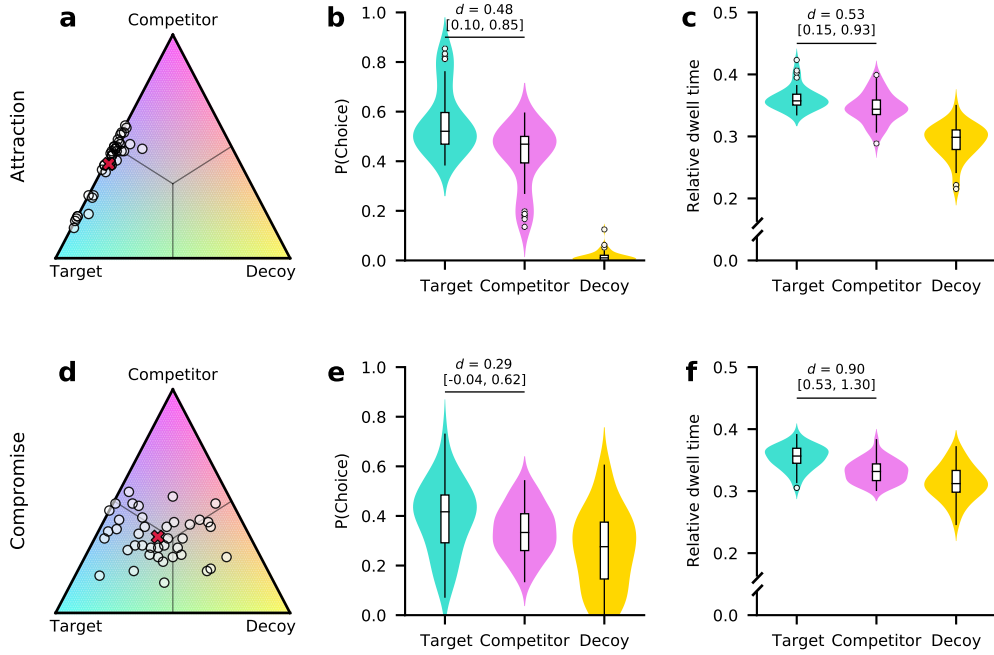 a
Competitor
Attraction
Target
Decoy
b
d = 0.48
[0.10, 0.85]
P(Choice)
1.0
0.8
0.6
0.4
0.2
0.0
Target Competitor Decoy
c
d = 0.53
[0.15, 0.93]
Relative dwell time
0.5
0.4
0.3
0.2
0.0
Target Competitor Decoy
d
Competitor
Compromise
Target
Decoy
e
d = 0.29
[-0.04, 0.62]
P(Choice)
1.0
0.8
0.6
0.4
0.2
0.0
Target Competitor Decoy
f
d = 0.90
[0.53, 1.30]
Relative dwell time
0.5
0.4
0.3
0.2
0.0
Target Competitor Decoy